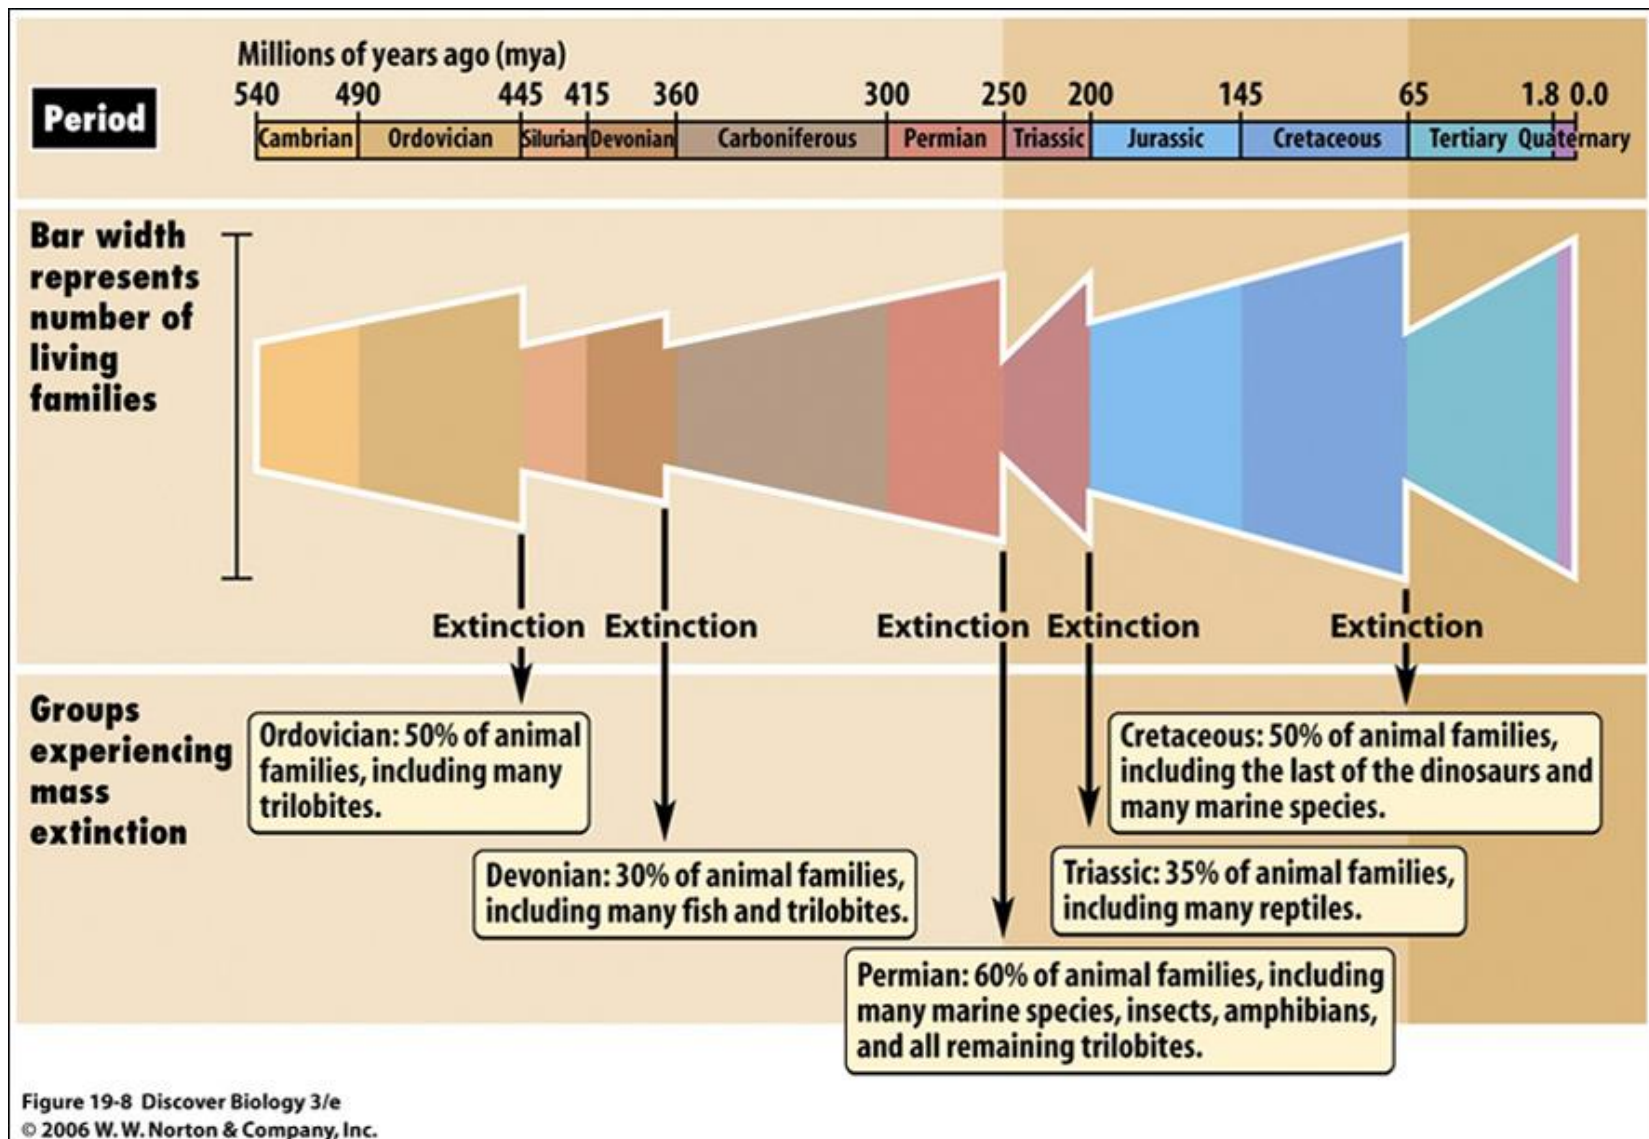 Millions of years ago (mya)
540 490 445 415 360 300 250 200 145 65 1.8 0.0
Period
Cambrian Ordovician Silurian Devonian Carboniferous Permian Triassic Jurassic Cretaceous Tertiary Quaternary
Bar width
represents
number of
living
families
Extinction Extinction Extinction Extinction Extinction
Groups
experiencing
mass
extinction
Ordovician: 50% of animal
families, including many
trilobites.
Devonian: 30% of animal families,
including many fish and trilobites.
Permian: 60% of animal families, including
many marine species, insects, amphibians,
and all remaining trilobites.
Triassic: 35% of animal families,
including many reptiles.
Cretaceous: 50% of animal families,
including the last of the dinosaurs and
many marine species.
Figure 19-8 Discover Biology 3/e
© 2006 W. W. Norton & Company, Inc.